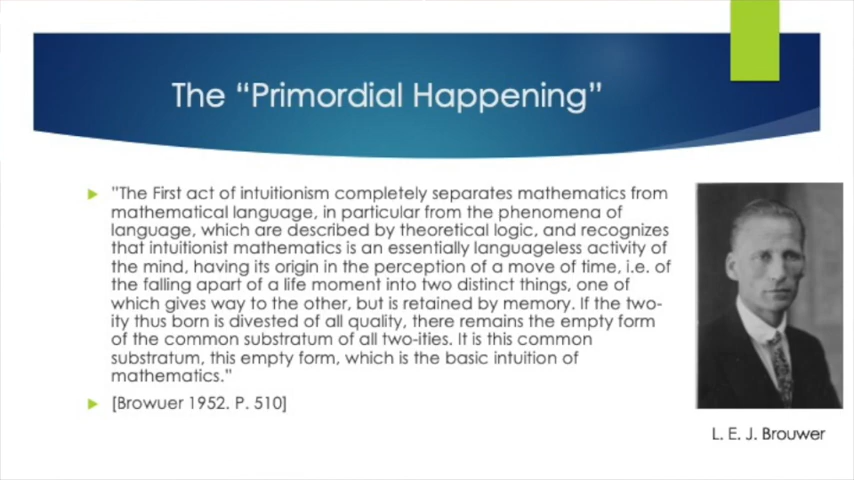 The “Primordial Happening”
"The First act of intuitionism completely separates mathematics from
mathematical language, in particular from the phenomena of
language, which are described by theoretical logic, and recognizes
that intuitionist mathematics is an essentially languageless activity of
the mind, having its origin in the perception of a move of time, i.e. of
the falling apart of a life moment into two distinct things, one of
which gives way to the other, but is retained by memory. If the two-
ity thus born is divested of all quality, there remains the empty form
of the common substratum of all two-ities. It is this common
substratum, this empty form, which is the basic intuition of
mathematics."
[Browuer 1952. P. 510]
L. E. J. Brouwer